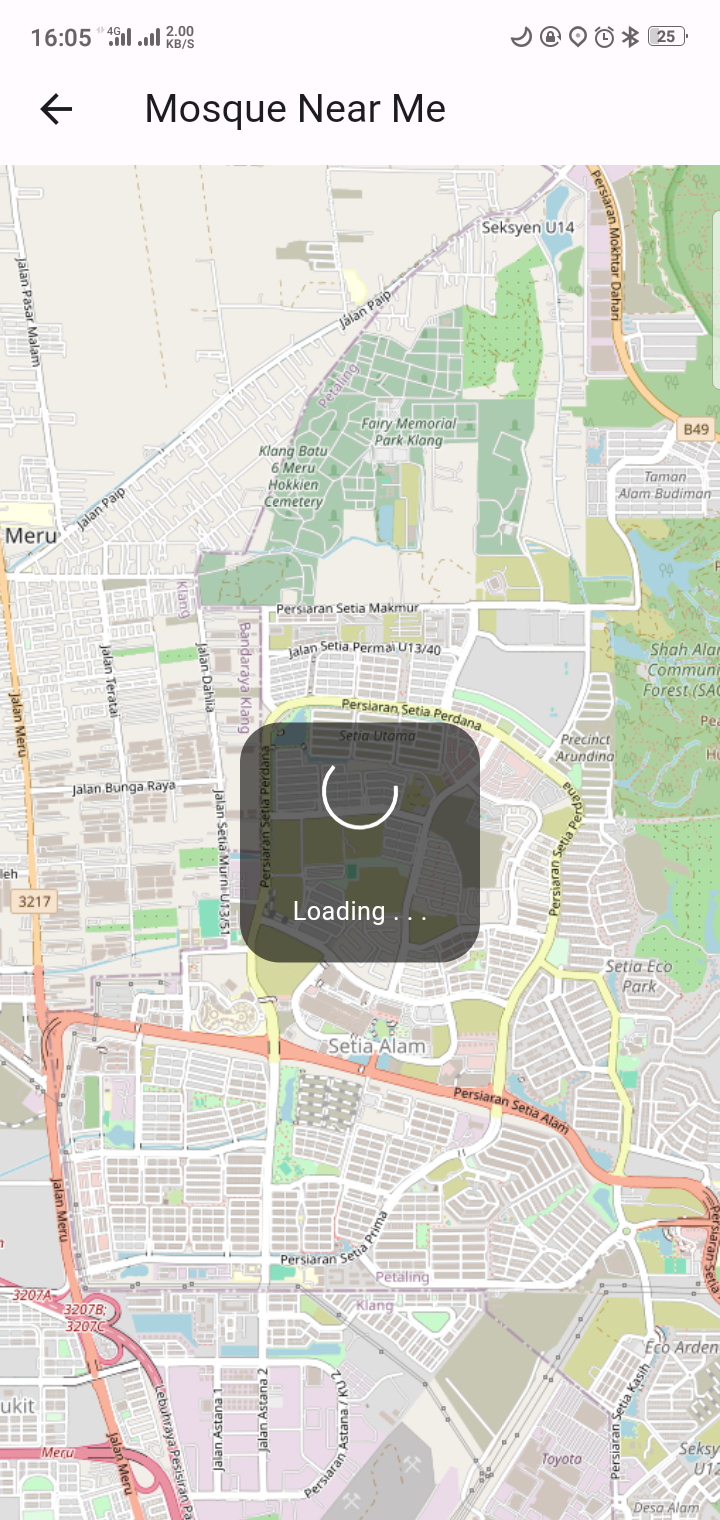 16:05
4G
2.00
KB/S
25
Mosque Near Me
Seksyen U14
Persiaran Mokhtar Dahari
Jalan Pasar Malam
Jalan Paip
Petaling
B49
Fairy Memorial
Park Klang
Klang Batu
6 Meru
Hokkien
Cemetery
Taman
Alam Budiman
Jalan Paip
Meru
Klang
Persiaran Setia Makmur
Bandaraya Klang
Jalan Setia Permai U13/40
Jalan Teratai
Jalan Dahlia
Shah Alam
Communi
Forest (SAC
Jalan Meru
Persiaran Setia Perdana
Setia Utama
Precinct
Arundina
Persiaran Setia Perdana
Jalan Bunga Raya
Jalan Setia Murni U13/51
Persiaran Setia Perdana
leh
3217
Loading . . .
Setia Eco
Park
Setia Alam
Persiaran Setia Alam
Jalan Meru
Persiaran Setia Prima
Persiaran Setia
Petaling
Klang
3207A
3207B;
3207C
Eco Arden
ukit
Jalan Astana 1
Jalan Astana 2
Persiaran Astana / KU 2
Lebuhraya Pesisiran Pa
Persiaran Setia Kasih
Meru
Jalan Meru
Toyota
Seksy
U12
Desa Alam